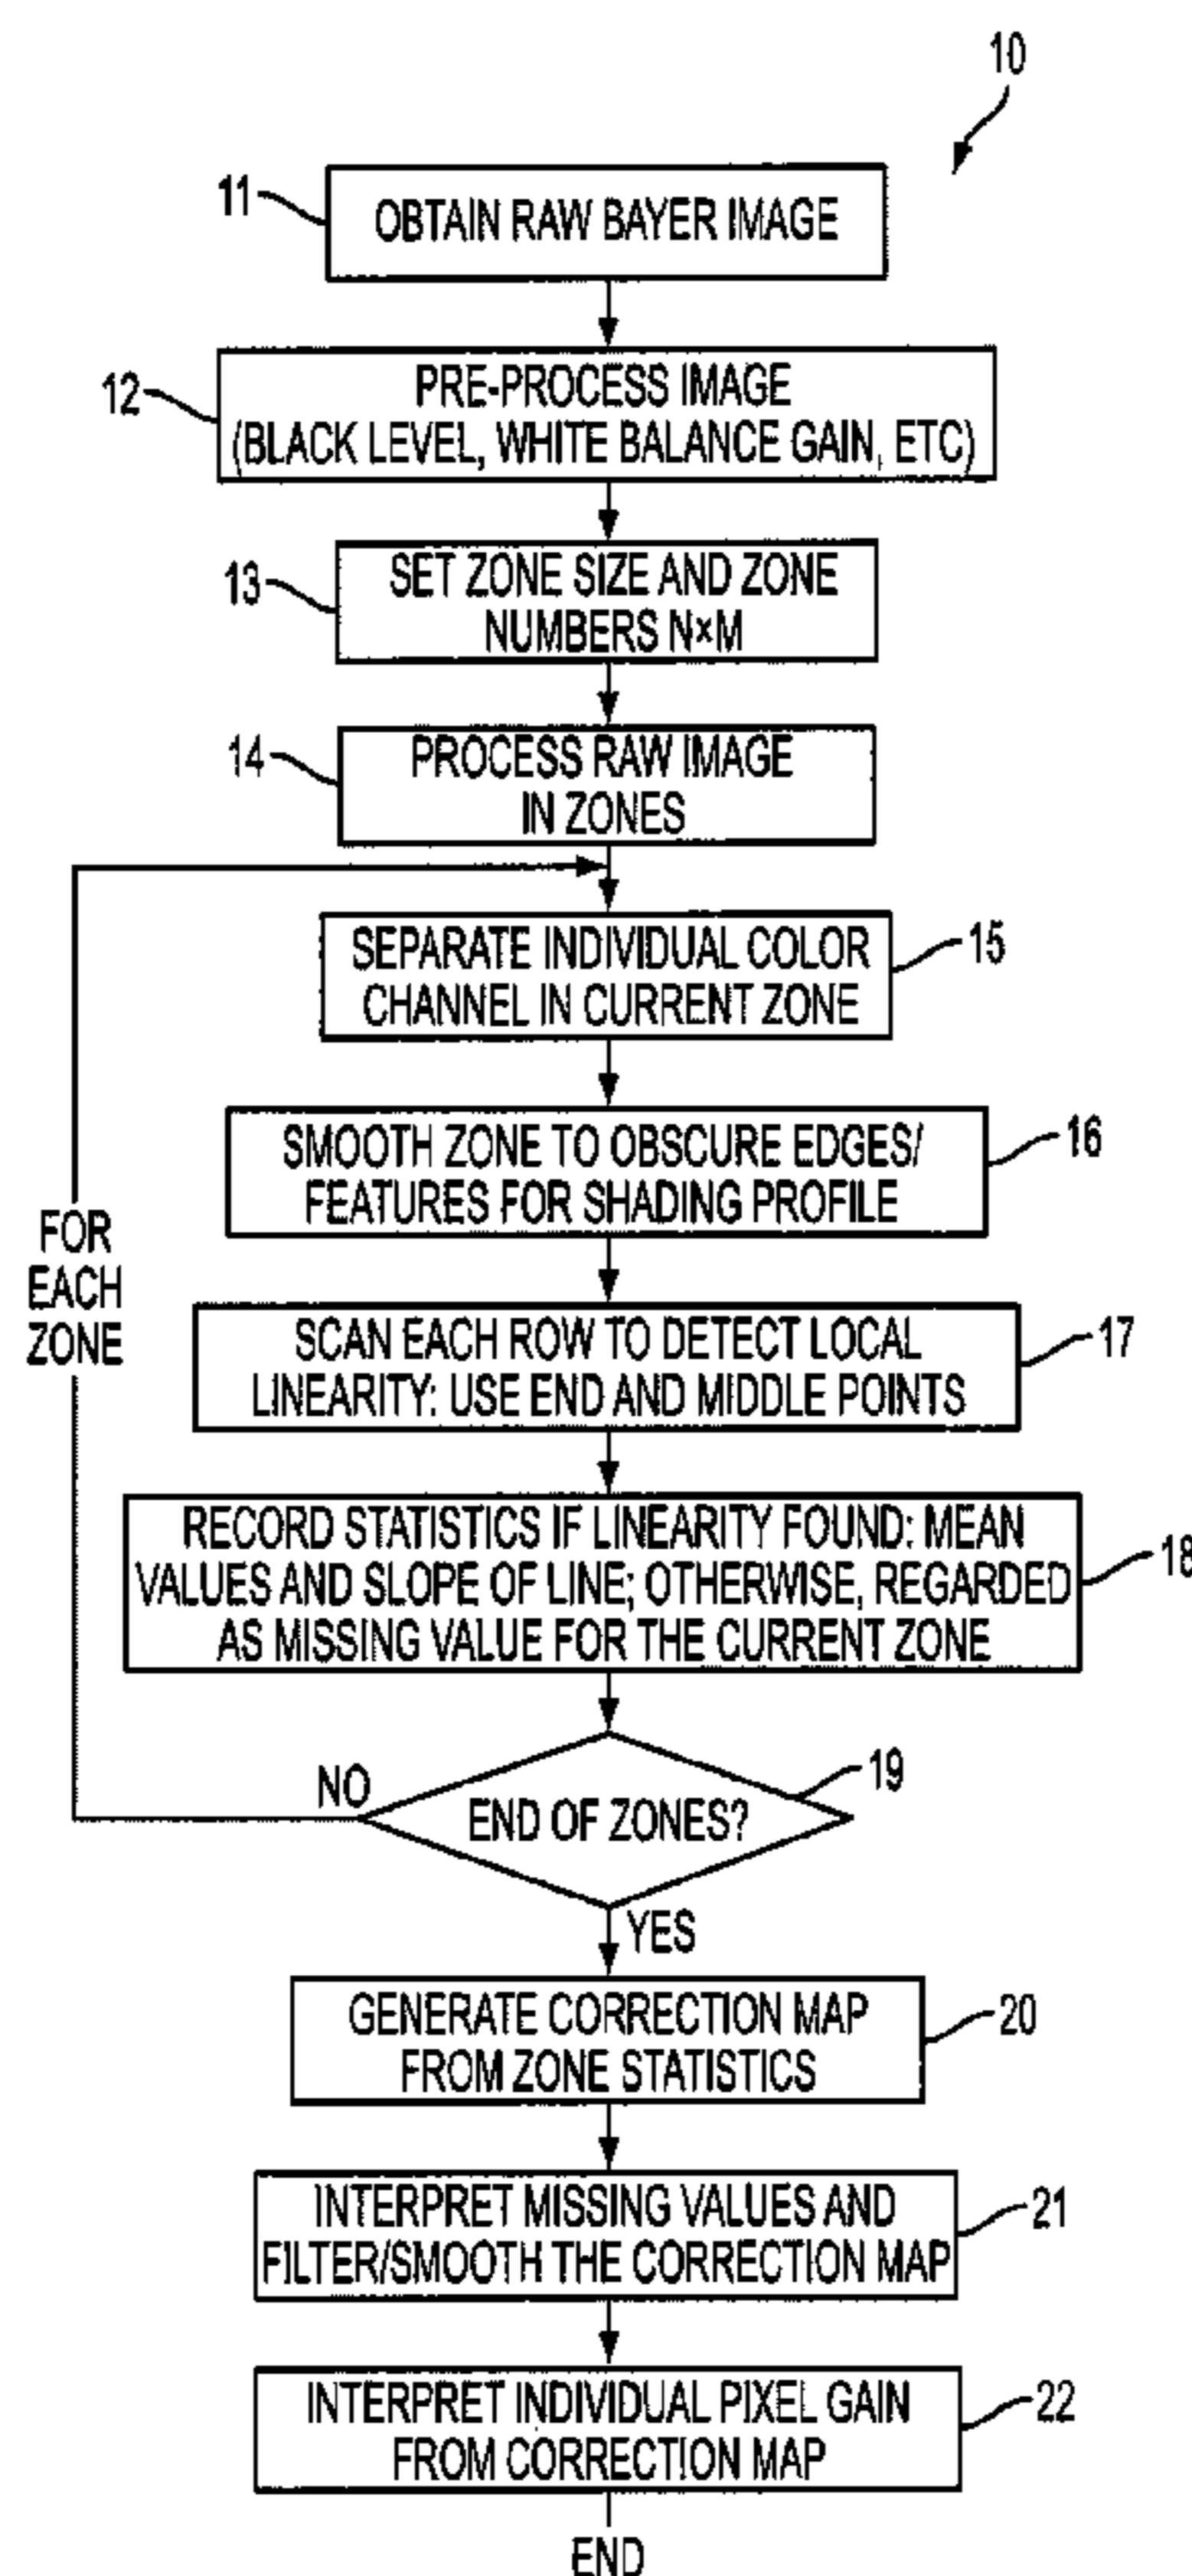 10
11
OBTAIN RAW BAYER IMAGE
12
PRE-PROCESS IMAGE
(BLACK LEVEL, WHITE BALANCE GAIN, ETC)
13
SET ZONE SIZE AND ZONE
NUMBERS N×M
14
PROCESS RAW IMAGE
IN ZONES
15
SEPARATE INDIVIDUAL COLOR
CHANNEL IN CURRENT ZONE
16
SMOOTH ZONE TO OBSCURE EDGES/
FEATURES FOR SHADING PROFILE
FOR
EACH
ZONE
17
SCAN EACH ROW TO DETECT LOCAL
LINEARITY: USE END AND MIDDLE POINTS
18
RECORD STATISTICS IF LINEARITY FOUND: MEAN
VALUES AND SLOPE OF LINE; OTHERWISE, REGARDED
AS MISSING VALUE FOR THE CURRENT ZONE
19
NO
END OF ZONES?
YES
20
GENERATE CORRECTION MAP
FROM ZONE STATISTICS
21
INTERPRET MISSING VALUES AND
FILTER/SMOOTH THE CORRECTION MAP
22
INTERPRET INDIVIDUAL PIXEL GAIN
FROM CORRECTION MAP
END